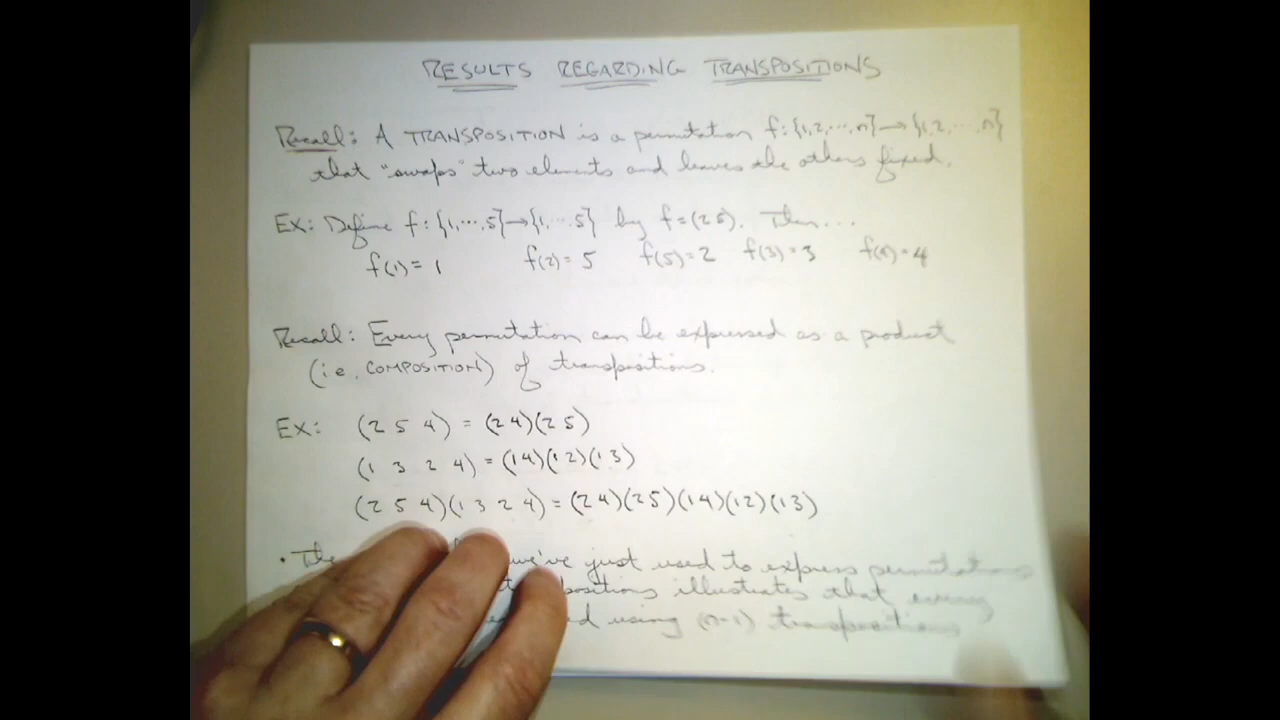 RESULTS REGARDING TRANSPOSITIONS
Recall: A TRANSPOSITION is a permutation f:{1,2,...,n}→{1,2,...,n}
that "swaps" two elements and leaves the others fixed.
EX: Define f:{1,...,5}→{1,...,5} by f=(2 5). Then...
f(1)=1 f(2)=5 f(5)=2 f(3)=3 f(4)=4
Recall: Every permutation can be expressed as a product
(i.e. COMPOSITION) of transpositions.
EX: (2 5 4) = (2 4)(2 5)
(1 3 2 4) = (1 4)(1 2)(1 3)
(2 5 4)(1 3 2 4) = (2 4)(2 5)(1 4)(1 2)(1 3)
• The we've just used to express permutations
illustrates that every
using (n-1) transpositions